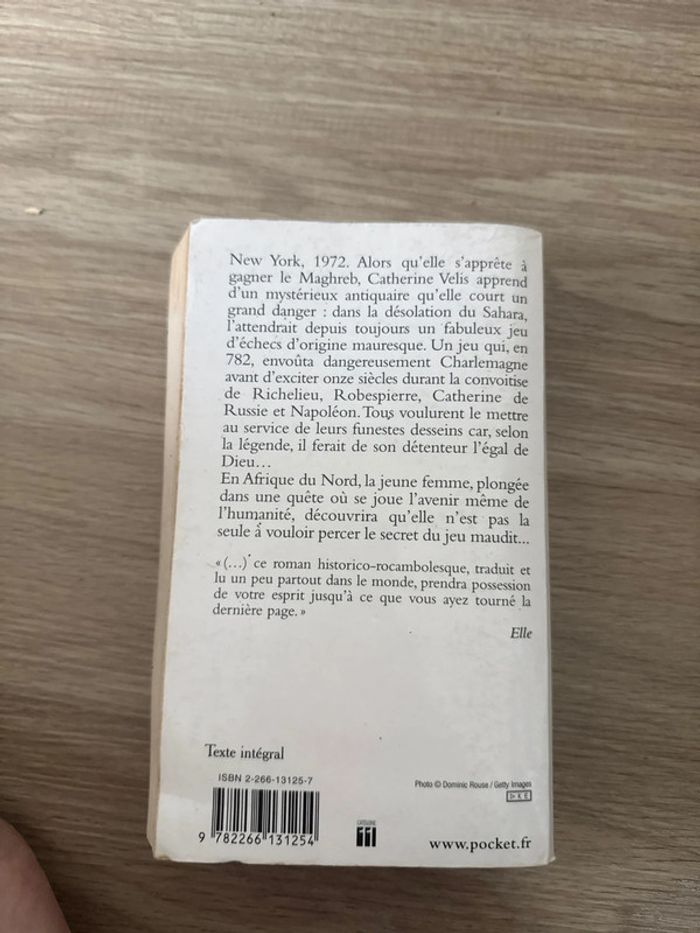 New York, 1972. Alors qu'elle s'apprête à
gagner le Maghreb, Catherine Velis apprend
d'un mystérieux antiquaire qu'elle court un
grand danger : dans la désolation du Sahara,
l'attendrait depuis toujours un fabuleux jeu
d'échecs d'origine mauresque. Un jeu qui, en
782, envoûta dangereusement Charlemagne
avant d'exciter onze siècles durant la convoitise
de Richelieu, Robespierre, Catherine de
Russie et Napoléon. Tous voulurent le mettre
au service de leurs funestes desseins car, selon
la légende, il ferait de son détenteur l'égal de
Dieu...
En Afrique du Nord, la jeune femme, plongée
dans une quête où se joue l'avenir même de
l'humanité, découvrira qu'elle n'est pas la
seule à vouloir percer le secret du jeu maudit...
« (...) ce roman historico-rocambolesque, traduit et
lu un peu partout dans le monde, prendra possession
de votre esprit jusqu'à ce que vous ayez tourné la
dernière page. »
Elle
Texte intégral
ISBN 2-266-13125-7
9 782266 131254
Photo © Dominic Rouse / Getty Images
CATÉGORIE
www.pocket.fr